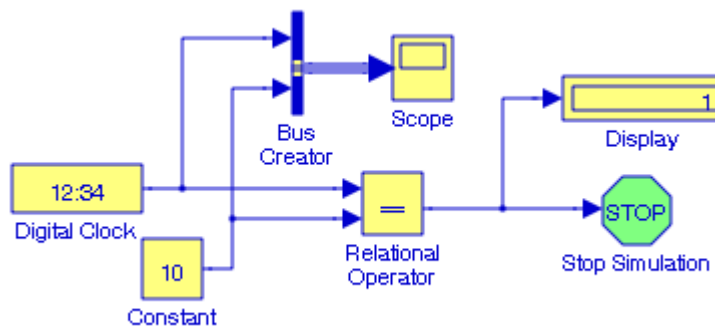 Bus
Creator
Scope
1
Display
12:34
Digital Clock
=
Relational
Operator
STOP
Stop Simulation
10
Constant